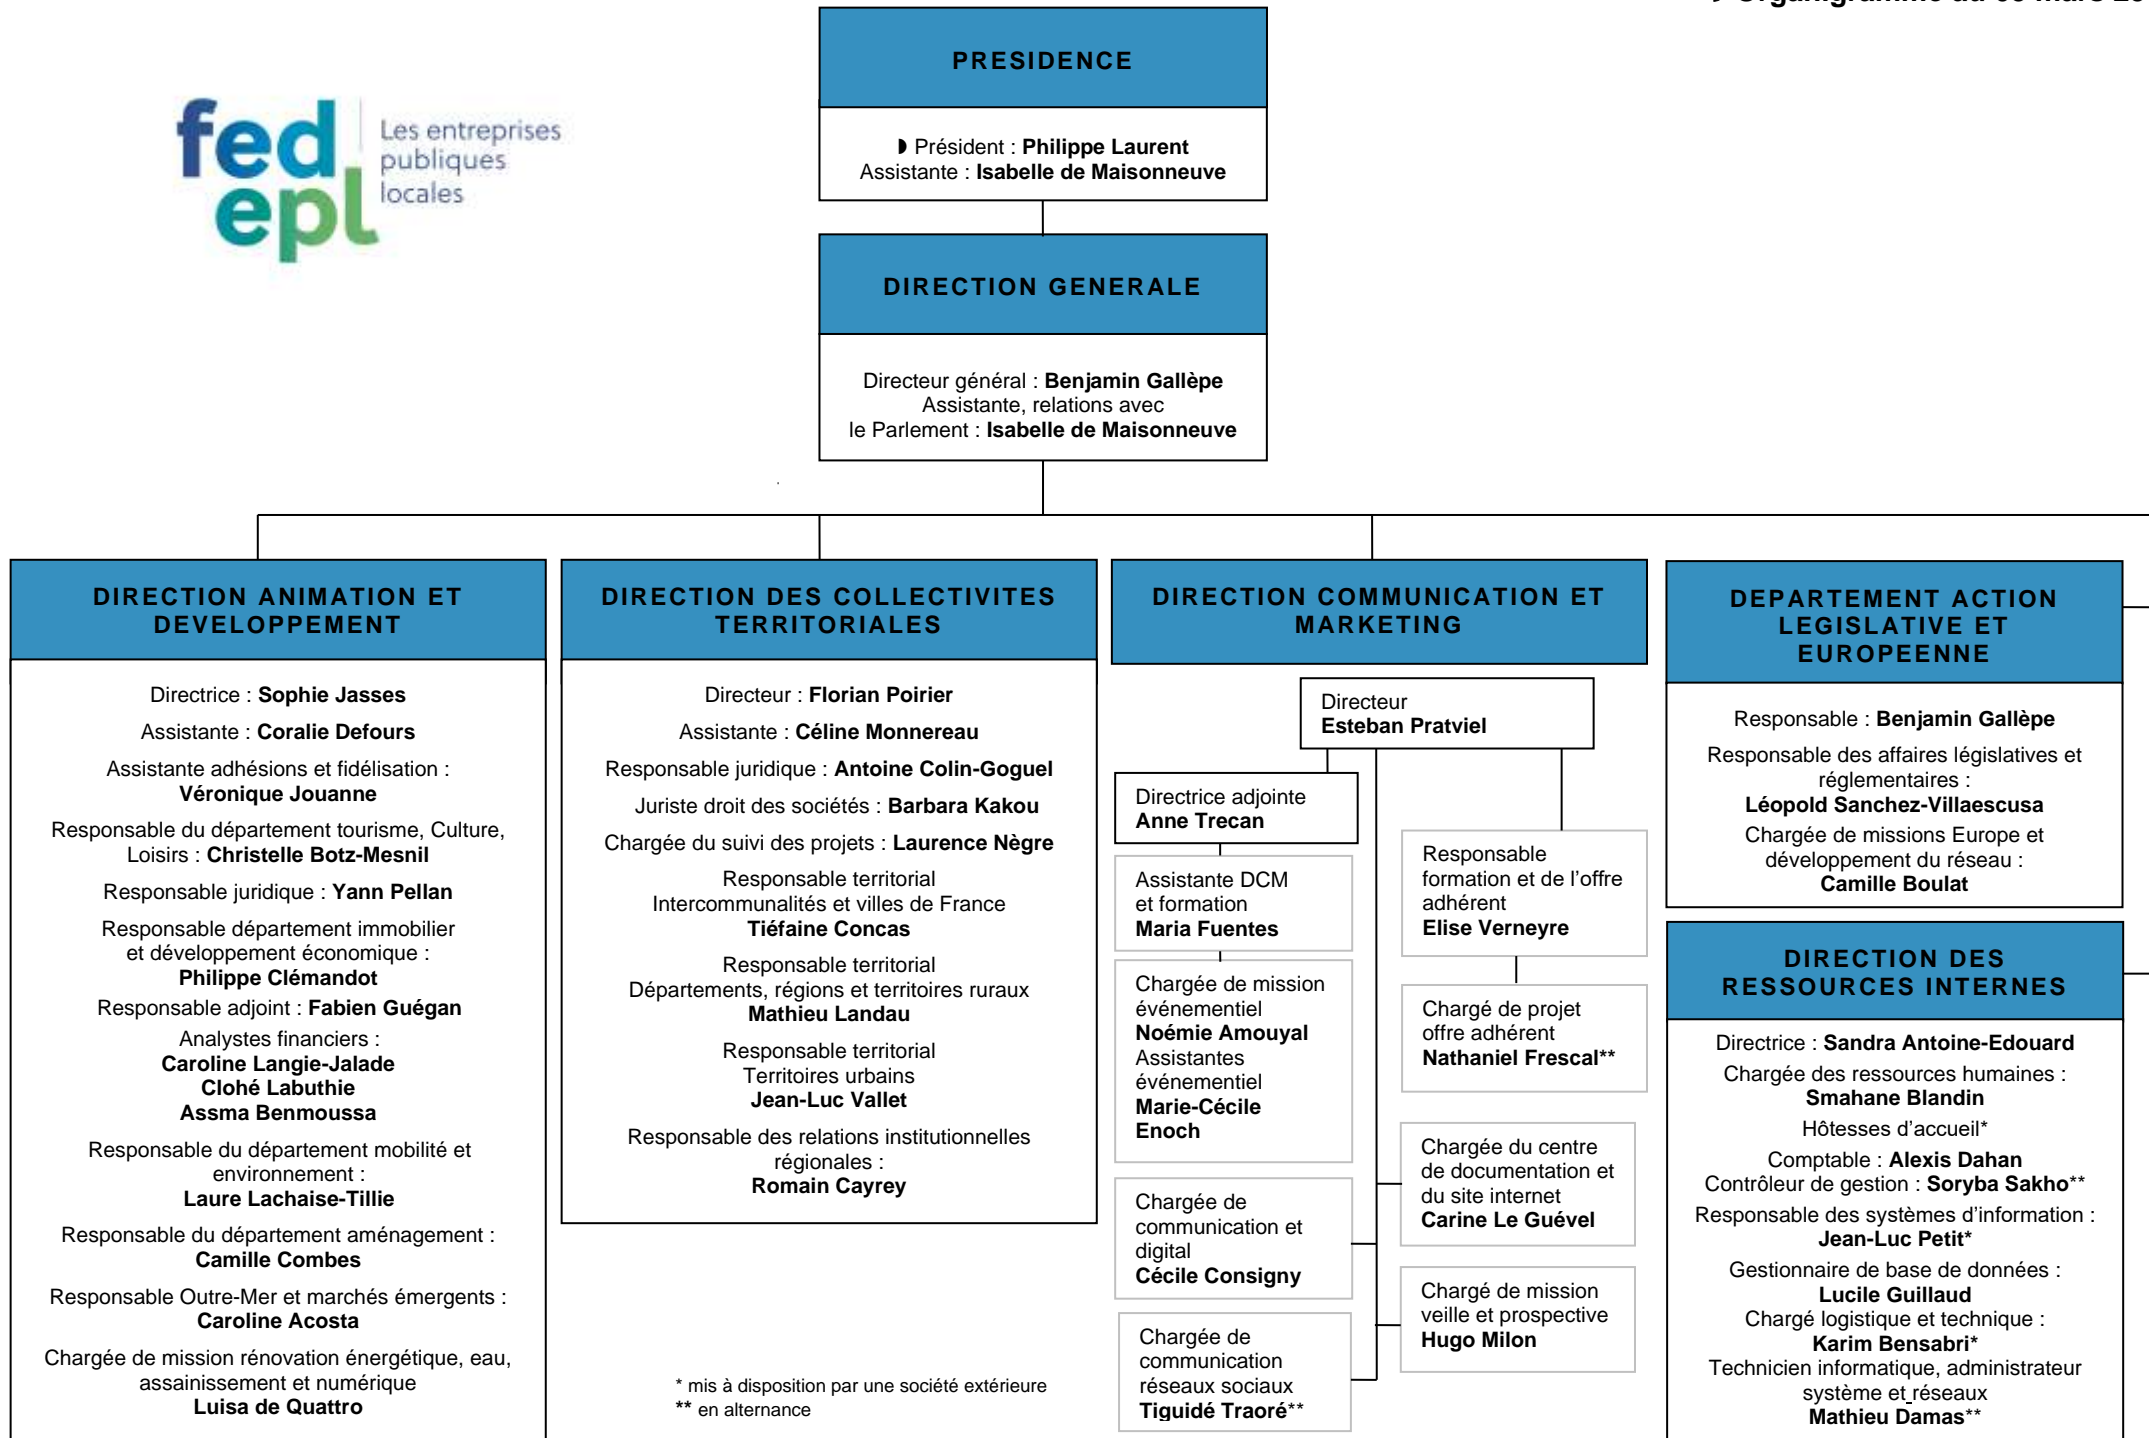 Organigramme au
fed
epl
Les entreprises
publiques
locales
PRESIDENCE
◗ Président : Philippe Laurent
Assistante : Isabelle de Maisonneuve
DIRECTION GENERALE
Directeur général : Benjamin Gallèpe
Assistante, relations avec
le Parlement : Isabelle de Maisonneuve
DIRECTION ANIMATION ET
DEVELOPPEMENT
Directrice : Sophie Jasses
Assistante : Coralie Defours
Assistante adhésions et fidélisation :
Véronique Jouanne
Responsable du département tourisme, Culture,
Loisirs : Christelle Botz-Mesnil
Responsable juridique : Yann Pellan
Responsable département immobilier
et développement économique :
Philippe Clémandot
Responsable adjoint : Fabien Guégan
Analystes financiers :
Caroline Langie-Jalade
Clohé Labuthie
Assma Benmoussa
Responsable du département mobilité et
environnement :
Laure Lachaise-Tillie
Responsable du département aménagement :
Camille Combes
Responsable Outre-Mer et marchés émergents :
Caroline Acosta
Chargée de mission rénovation énergétique, eau,
assainissement et numérique
Luisa de Quattro
DIRECTION DES COLLECTIVITES
TERRITORIALES
Directeur : Florian Poirier
Assistante : Céline Monnereau
Responsable juridique : Antoine Colin-Goguel
Juriste droit des sociétés : Barbara Kakou
Chargée du suivi des projets : Laurence Nègre
Responsable territorial
Intercommunalités et villes de France
Tiéfaine Concas
Responsable territorial
Départements, régions et territoires ruraux
Mathieu Landau
Responsable territorial
Territoires urbains
Jean-Luc Vallet
Responsable des relations institutionnelles
régionales :
Romain Cayrey
* mis à disposition par une société extérieure
** en alternance
DIRECTION COMMUNICATION ET
MARKETING
Directeur
Esteban Pratviel
Directrice adjointe
Anne Trecan
Assistante DCM
et formation
Maria Fuentes
Chargée de mission
événementiel
Noémie Amouyal
Assistantes
événementiel
Marie-Cécile
Enoch
Chargée de
communication et
digital
Cécile Consigny
Chargée de
communication
réseaux sociaux
Tiguidé Traoré**
Responsable
formation et de l'offre
adhérent
Elise Verneyre
Chargé de projet
offre adhérent
Nathaniel Frescal**
Chargée du centre
de documentation et
du site internet
Carine Le Guével
Chargé de mission
veille et prospective
Hugo Milon
DEPARTEMENT ACTION
LEGISLATIVE ET
EUROPEENNE
Responsable : Benjamin Gallèpe
Responsable des affaires législatives et
réglementaires :
Léopold Sanchez-Villaescusa
Chargée de missions Europe et
développement du réseau :
Camille Boulat
DIRECTION DES
RESSOURCES INTERNES
Directrice : Sandra Antoine-Edouard
Chargée des ressources humaines :
Smahane Blandin
Hôtesses d'accueil*
Comptable : Alexis Dahan
Contrôleur de gestion : Soryba Sakho**
Responsable des systèmes d'information :
Jean-Luc Petit*
Gestionnaire de base de données :
Lucile Guillaud
Chargé logistique et technique :
Karim Bensabri*
Technicien informatique, administrateur
système et réseaux
Mathieu Damas**